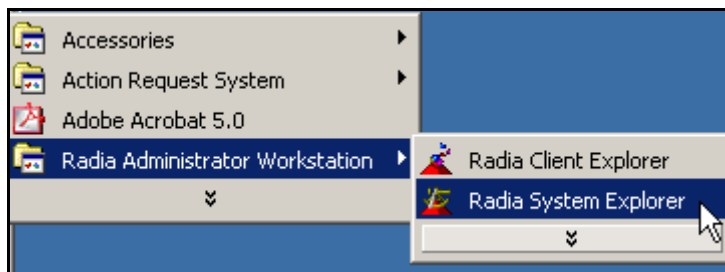 Accessories
Action Request System
Adobe Acrobat 5.0
Radia Administrator Workstation
Radia Client Explorer
Radia System Explorer